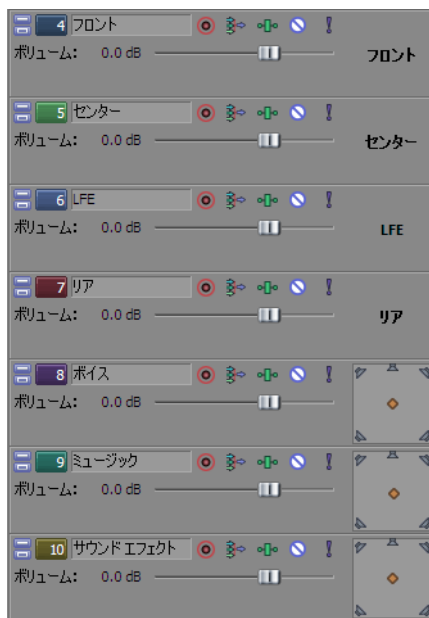 4 フロント
ボリューム: 0.0 dB フロント
5 センター
ボリューム: 0.0 dB センター
6 LFE
ボリューム: 0.0 dB LFE
7 リア
ボリューム: 0.0 dB リア
8 ボイス
ボリューム: 0.0 dB
9 ミュージック
ボリューム: 0.0 dB
10 サウンド エフェクト
ボリューム: 0.0 dB